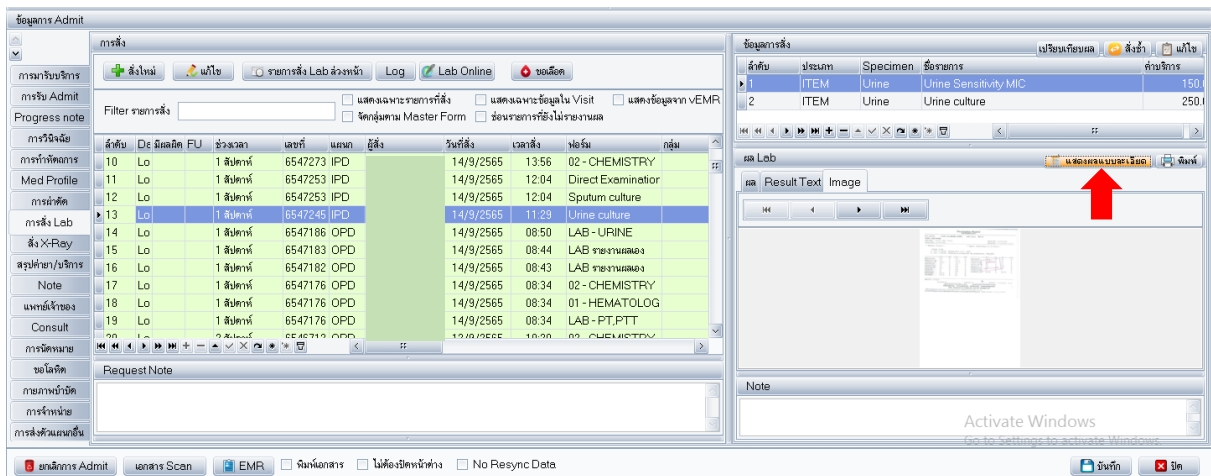 ข้อมูลการ Admit
การมารับบริการ
การรับ Admit
Progress note
การวินิจฉัย
การทำหัตถการ
Med Profile
การผ่าตัด
การสั่ง Lab
สั่ง X-Ray
สรุปค่ายา/บริการ
Note
แพทย์เจ้าของ
Consult
การนัดหมาย
ขอโลหิต
กายภาพบำบัด
การจำหน่าย
การส่งตัวแผนกอื่น
การสั่ง
สั่งใหม่ แก้ไข รายการสั่ง Lab ล่วงหน้า Log Lab Online ขอเลือด
Filter รายการสั่ง
แสดงเฉพาะรายการที่สั่ง แสดงเฉพาะข้อมูลใน Visit แสดงข้อมูลจาก vEMR
จัดกลุ่มตาม Master Form ซ่อนรายการที่ยังไม่รายงานผล
ลำดับ De มีผลผิด FU ช่วงเวลา เลขที่ แผนก ผู้สั่ง วันที่สั่ง เวลาสั่ง ฟอร์ม กลุ่ม
10 Lo 1 สัปดาห์ 6547273 IPD 14/9/2565 13:56 02 - CHEMISTRY
11 Lo 1 สัปดาห์ 6547253 IPD 14/9/2565 12:04 Direct Examination
12 Lo 1 สัปดาห์ 6547253 IPD 14/9/2565 12:04 Sputum culture
13 Lo 1 สัปดาห์ 6547245 IPD 14/9/2565 11:29 Urine culture
14 Lo 1 สัปดาห์ 6547186 OPD 14/9/2565 08:50 LAB - URINE
15 Lo 1 สัปดาห์ 6547183 OPD 14/9/2565 08:44 LAB รายงานผลเอง
16 Lo 1 สัปดาห์ 6547182 OPD 14/9/2565 08:43 LAB รายงานผลเอง
17 Lo 1 สัปดาห์ 6547176 OPD 14/9/2565 08:34 02 - CHEMISTRY
18 Lo 1 สัปดาห์ 6547176 OPD 14/9/2565 08:34 01 - HEMATOLOG
19 Lo 1 สัปดาห์ 6547176 OPD 14/9/2565 08:34 LAB - PT,PTT
Request Note
ข้อมูลการสั่ง
เปรียบเทียบผล สั่งซ้ำ แก้ไข
ลำดับ ประเภท Specimen ชื่อรายการ ค่าบริการ
1 ITEM Urine Urine Sensitivity MIC 150.
2 ITEM Urine Urine culture 250.
ผล Lab
แสดงผลแบบละเอียด พิมพ์
ผล Result Text Image
Note
Activate Windows
Go to Settings to activate Windows.
ยกเลิกการ Admit เอกสาร Scan EMR พิมพ์เอกสาร ไม่ต้องปิดหน้าต่าง No Resync Data บันทึก ปิด